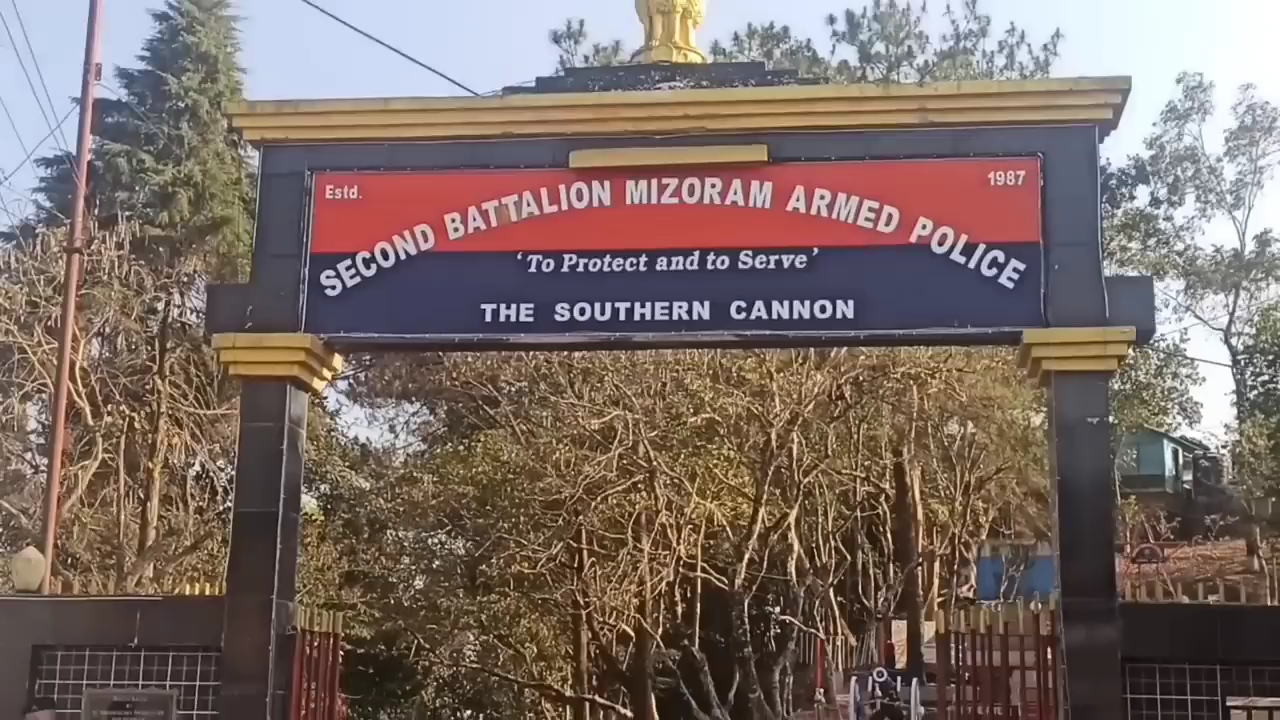 Estd. 1987
SECOND BATTALION MIZORAM ARMED POLICE
‘To Protect and to Serve’
THE SOUTHERN CANNON